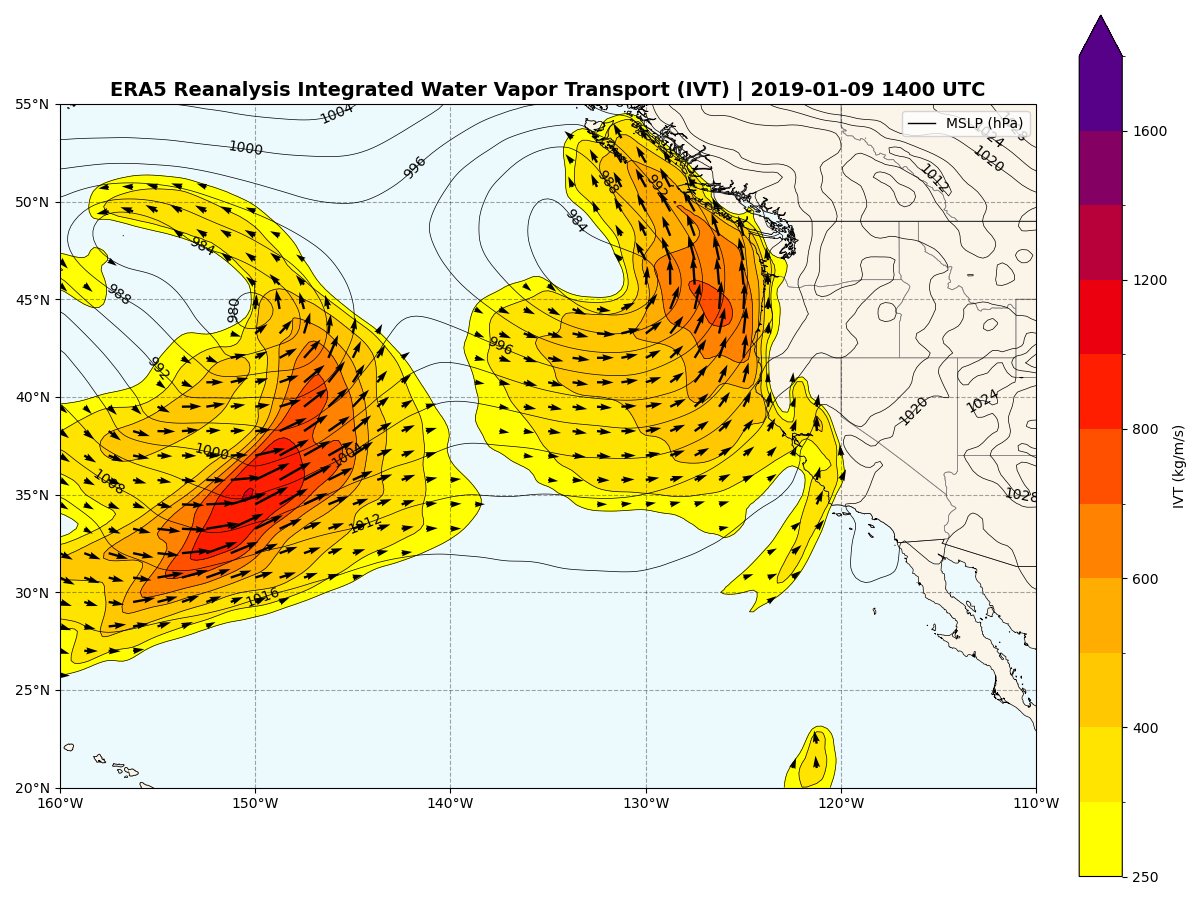 ERA5 Reanalysis Integrated Water Vapor Transport (IVT) | 2019-01-09 1400 UTC
MSLP (hPa)
55°N
50°N
45°N
40°N
35°N
30°N
25°N
20°N
160°W
150°W
140°W
130°W
120°W
110°W
1004
1000
996
988
992
984
1012
1024
1020
984
988
980
992
996
1000
1004
1008
1012
1016
1020
1024
1028
1600
1200
800
600
400
250
IVT (kg/m/s)